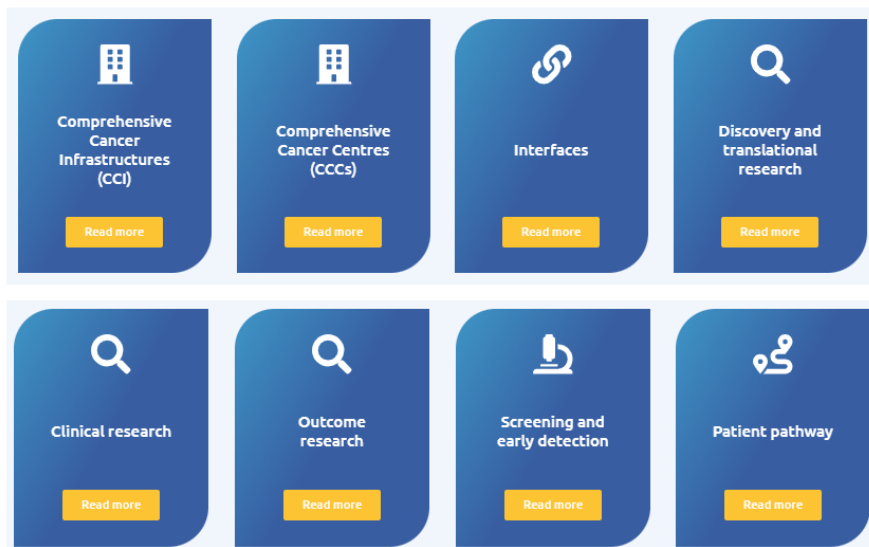 Comprehensive
Cancer
Infrastructures
(CCI)
Read more
Comprehensive
Cancer Centres
(CCCs)
Read more
Interfaces
Read more
Discovery and
translational
research
Read more
Clinical research
Read more
Outcome
research
Read more
Screening and
early detection
Read more
Patient pathway
Read more